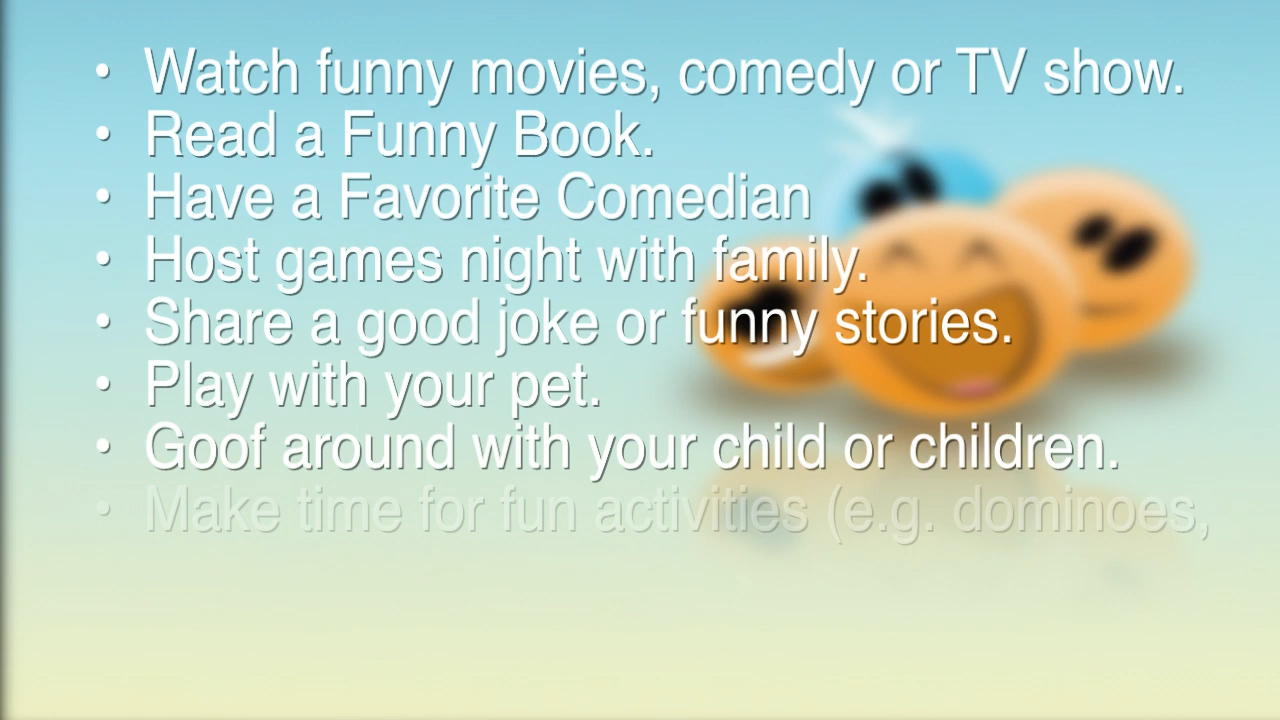 • Watch funny movies, comedy or TV show.
• Read a Funny Book.
• Have a Favorite Comedian
• Host games night with family.
• Share a good joke or funny stories.
• Play with your pet.
• Goof around with your child or children.
• Make time for fun activities (e.g. dominoes,